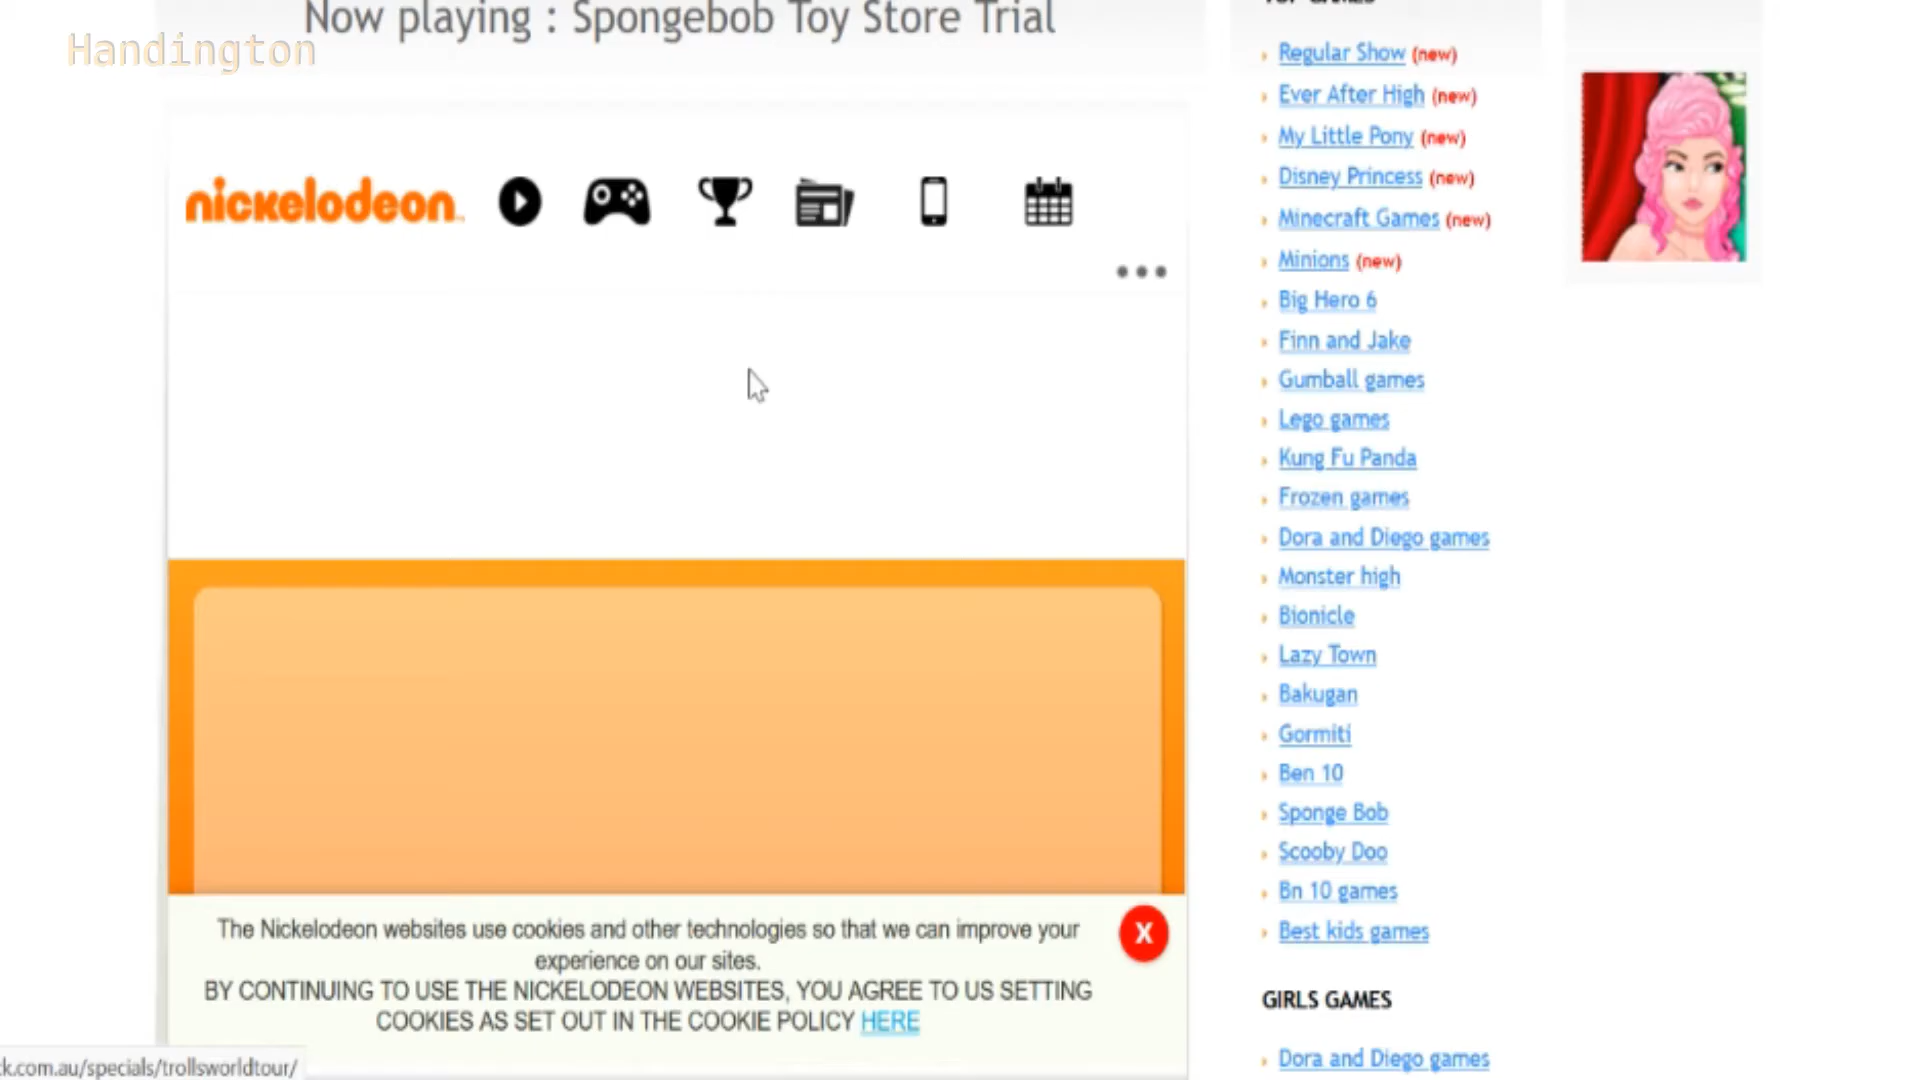 Now playing : Spongebob Toy Store Trial
Handington
nickelodeon
The Nickelodeon websites use cookies and other technologies so that we can improve your
experience on our sites.
BY CONTINUING TO USE THE NICKELODEON WEBSITES, YOU AGREE TO US SETTING
COOKIES AS SET OUT IN THE COOKIE POLICY HERE
X
ck.com.au/specials/trollsworldtour/
TOP GAMES
Regular Show (new)
Ever After High (new)
My Little Pony (new)
Disney Princess (new)
Minecraft Games (new)
Minions (new)
Big Hero 6
Finn and Jake
Gumball games
Lego games
Kung Fu Panda
Frozen games
Dora and Diego games
Monster high
Bionicle
Lazy Town
Bakugan
Gormiti
Ben 10
Sponge Bob
Scooby Doo
Bn 10 games
Best kids games
GIRLS GAMES
Dora and Diego games